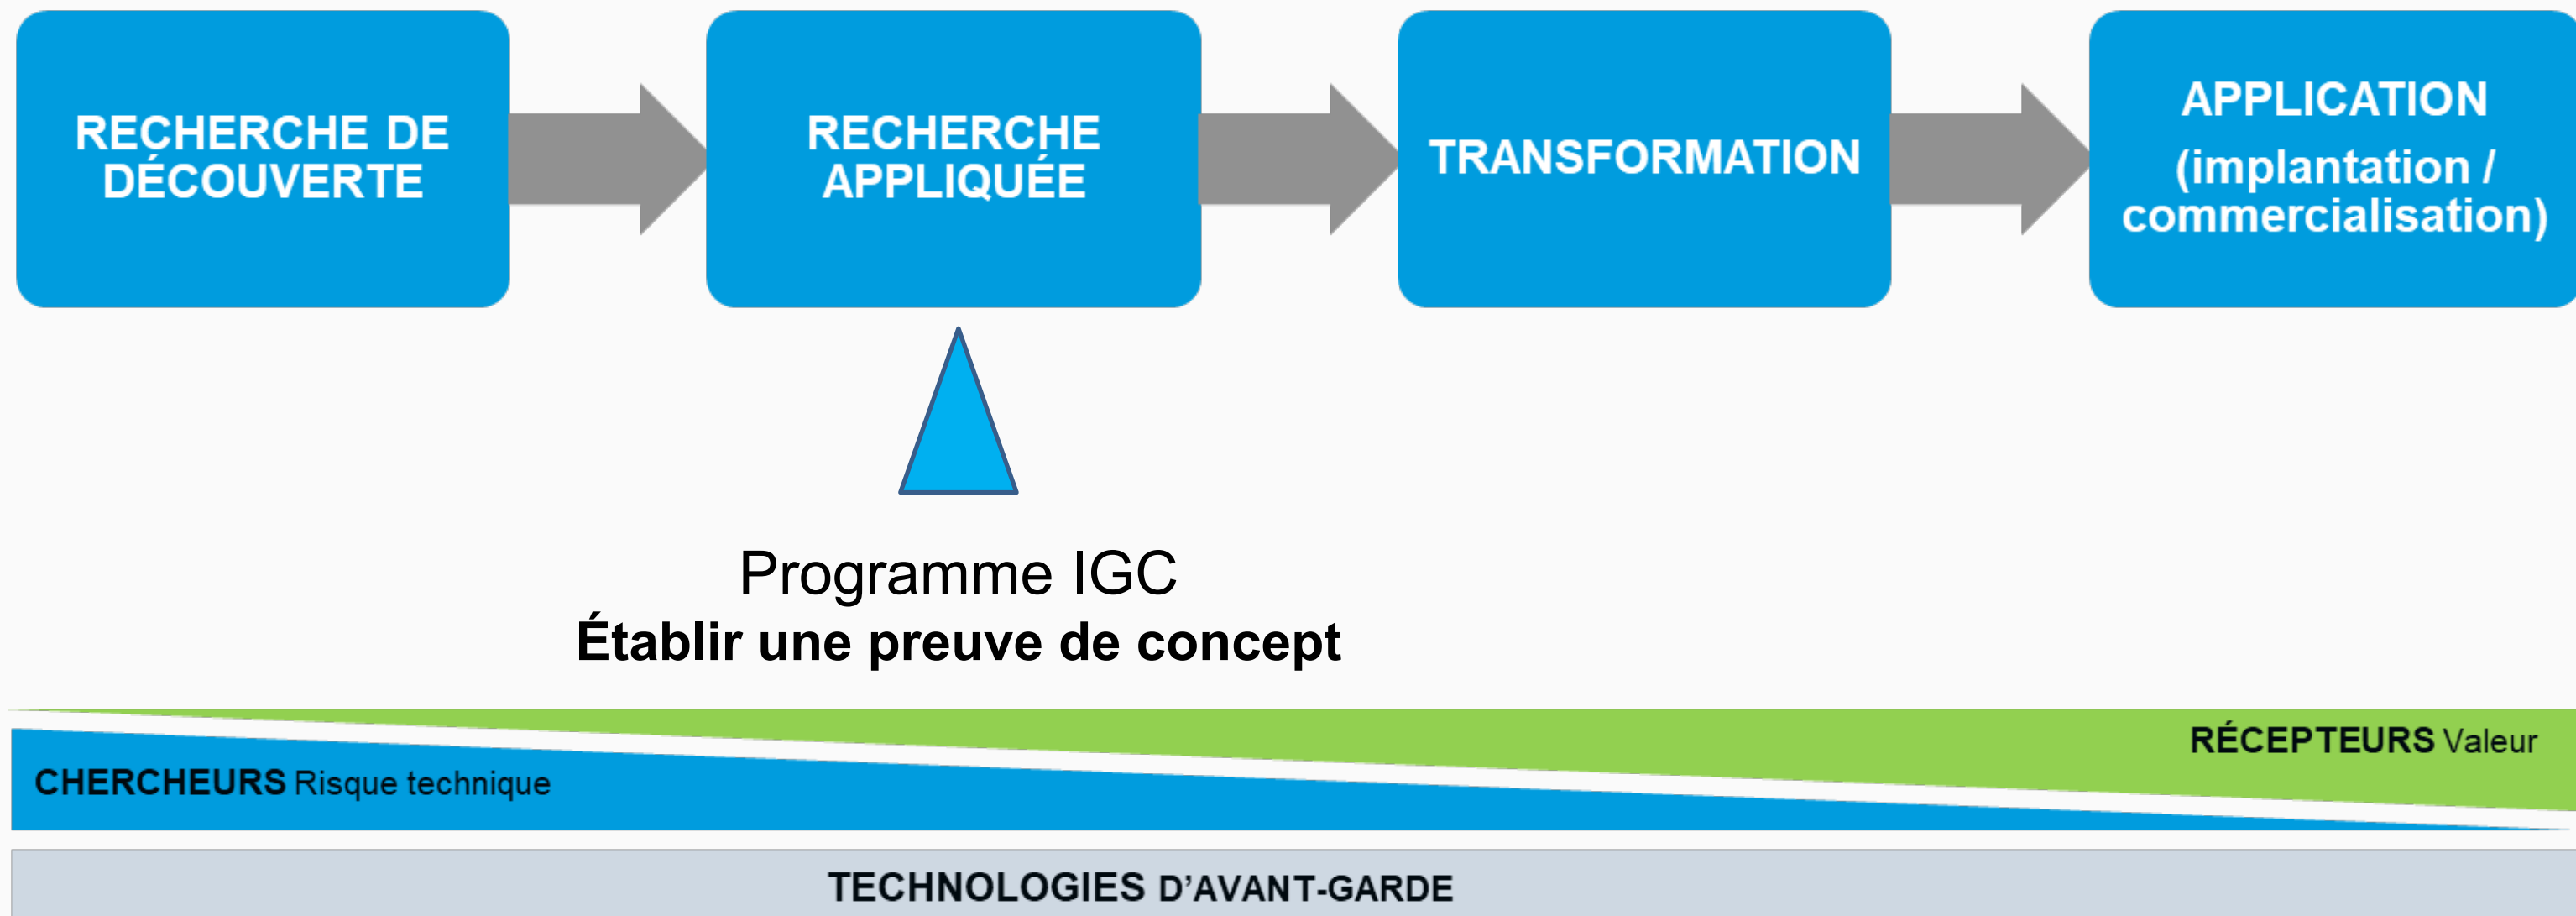 RECHERCHE DE
DÉCOUVERTE
RECHERCHE
APPLIQUÉE
TRANSFORMATION
APPLICATION
(implantation /
commercialisation)
Programme IGC
Établir une preuve de concept
RÉCEPTEURS Valeur
CHERCHEURS Risque technique
TECHNOLOGIES D'AVANT-GARDE